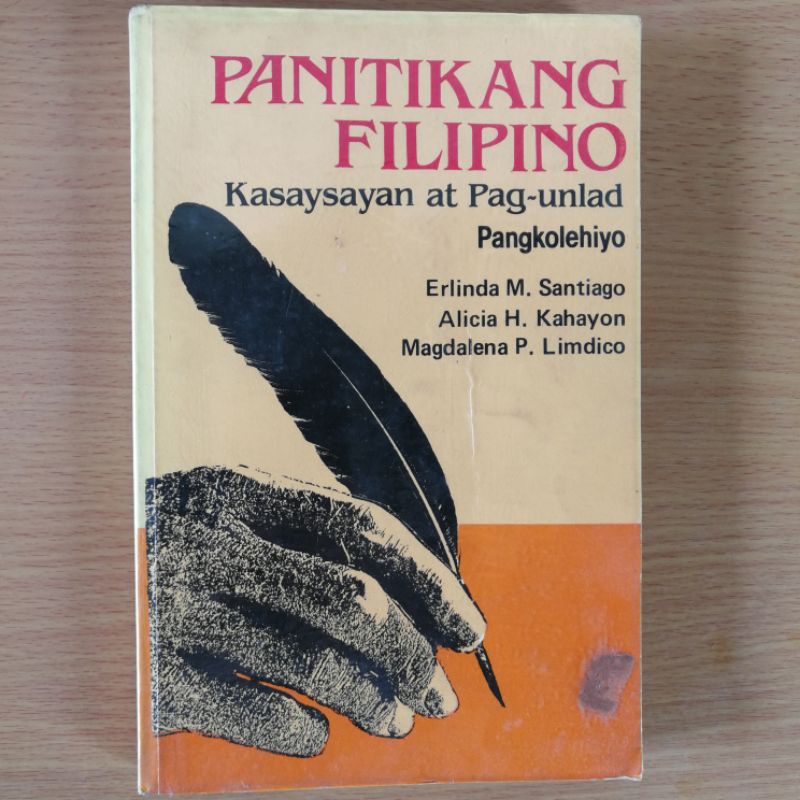 PANITIKANG
FILIPINO
Kasaysayan at Pag-unlad
Pangkolehiyo
Erlinda M. Santiago
Alicia H. Kahayon
Magdalena P. Limdico